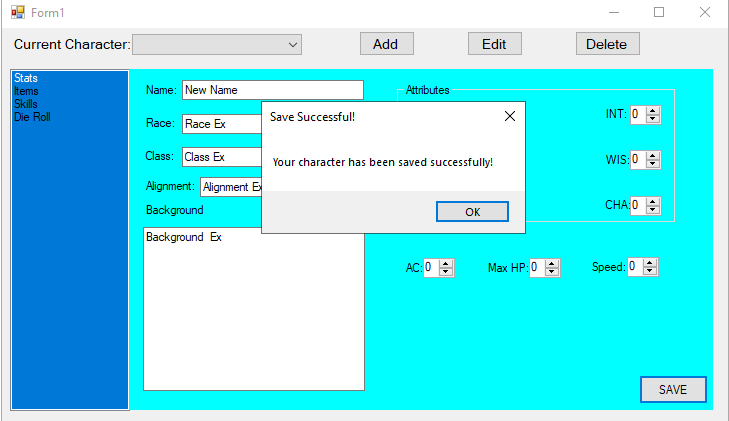 Form1
Current Character:
Add
Edit
Delete
Stats
Items
Skills
Die Roll
Name: New Name
Race: Race Ex
Class: Class Ex
Alignment: Alignment Ex
Background
Background Ex
Save Successful!
Your character has been saved successfully!
OK
Attributes
INT: 0
WIS: 0
CHA: 0
AC: 0
Max HP: 0
Speed: 0
SAVE